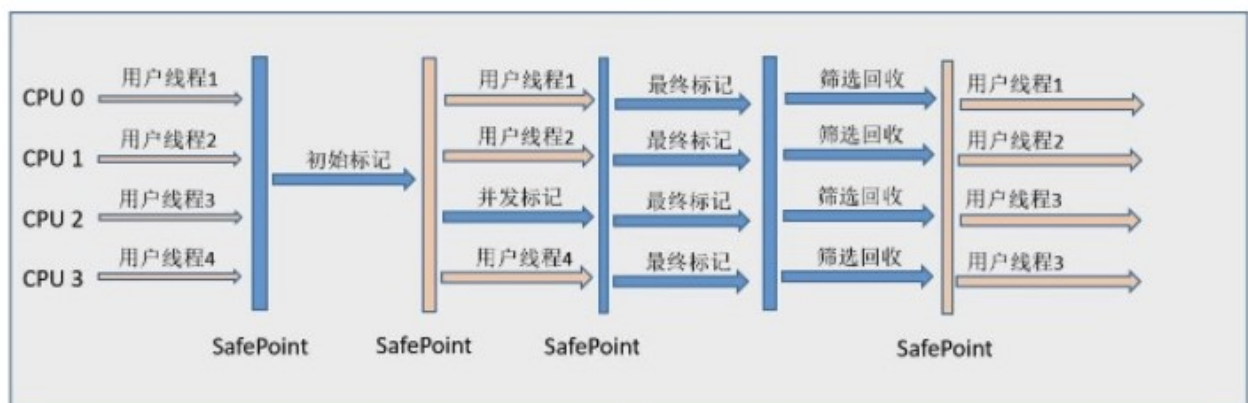 CPU 0 用户线程1 用户线程1 最终标记 筛选回收 用户线程1
CPU 1 用户线程2 初始标记 用户线程2 最终标记 筛选回收 用户线程2
CPU 2 用户线程3 并发标记 最终标记 筛选回收 用户线程3
CPU 3 用户线程4 用户线程4 最终标记 筛选回收 用户线程3
SafePoint SafePoint SafePoint SafePoint